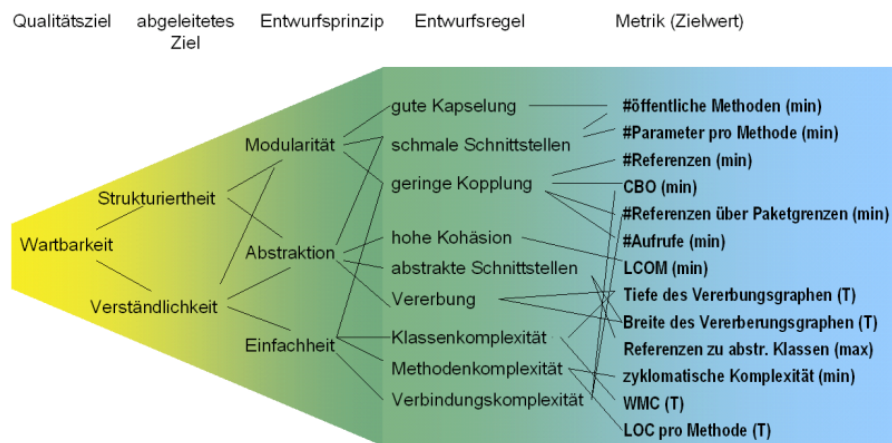 Qualitätsziel
abgeleitetes
Ziel
Entwurfsprinzip
Entwurfsregel
Metrik (Zielwert)
Wartbarkeit
Strukturiertheit
Verständlichkeit
Modularität
Abstraktion
Einfachheit
gute Kapselung
schmale Schnittstellen
geringe Kopplung
hohe Kohäsion
abstrakte Schnittstellen
Vererbung
Klassenkomplexität
Methodenkomplexität
Verbindungskomplexität
#öffentliche Methoden (min)
#Parameter pro Methode (min)
#Referenzen (min)
CBO (min)
#Referenzen über Paketgrenzen (min)
#Aufrufe (min)
LCOM (min)
Tiefe des Vererbungsgraphen (T)
Breite des Vererberungsgraphen (T)
Referenzen zu abstr. Klassen (max)
zyklomatische Komplexität (min)
WMC (T)
LOC pro Methode (T)